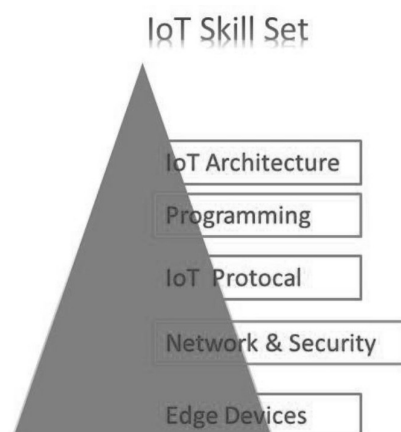 IoT Skill Set
IoT Architecture
Programming
IoT Protocal
Network & Security
Edge Devices